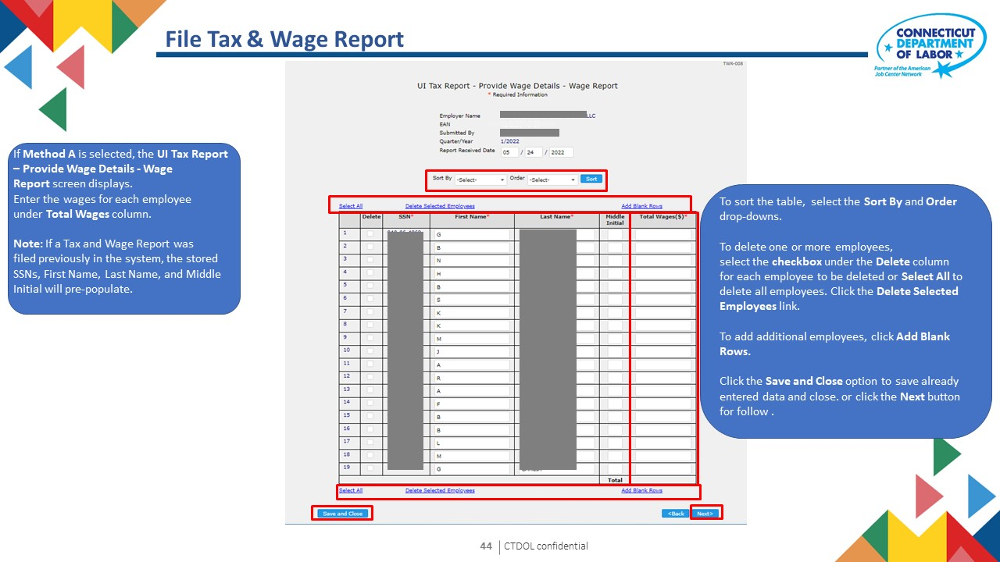 File Tax & Wage Report
CONNECTICUT
DEPARTMENT
OF LABOR
Partner of the American
Job Center Network
If Method A is selected, the UI Tax Report
– Provide Wage Details - Wage
Report screen displays.
Enter the wages for each employee
under Total Wages column.
Note: If a Tax and Wage Report was
filed previously in the system, the stored
SSNs, First Name, Last Name, and Middle
Initial will pre-populate.
TWR-008
UI Tax Report - Provide Wage Details - Wage Report
* Required Information
Employer Name LLC
EAN
Submitted By
Quarter/Year 1/2022
Report Received Date 05 / 24 / 2022
Sort By -Select- Order -Select- Sort
Select All Delete Selected Employees Add Blank Rows
Delete SSN* First Name* Last Name* Middle Initial Total Wages($)*
1 G
2 B
3 N
4 H
5 B
6 S
7 K
8 K
9 M
10 J
11 A
12 R
13 A
14 F
15 B
16 B
17 L
18 M
19 G
Total
Select All Delete Selected Employees Add Blank Rows
Save and Close <Back Next>
To sort the table, select the Sort By and Order
drop-downs.
To delete one or more employees,
select the checkbox under the Delete column
for each employee to be deleted or Select All to
delete all employees. Click the Delete Selected
Employees link.
To add additional employees, click Add Blank
Rows.
Click the Save and Close option to save already
entered data and close. or click the Next button
for follow .
44 CTDOL confidential